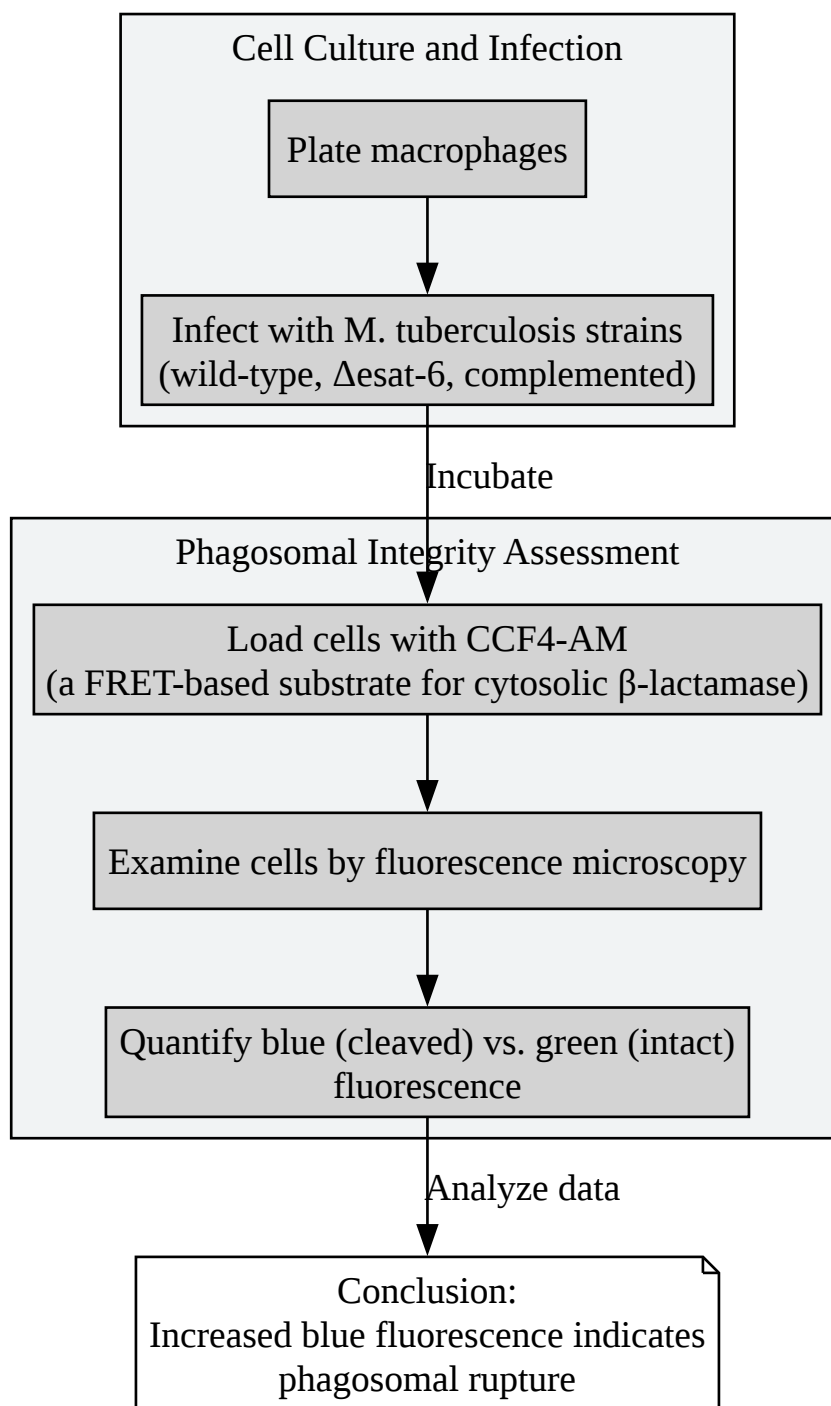 Cell Culture and Infection
Plate macrophages
Infect with M. tuberculosis strains
(wild-type, Δesat-6, complemented)
Incubate
Phagosomal Integrity Assessment
Load cells with CCF4-AM
(a FRET-based substrate for cytosolic β-lactamase)
Examine cells by fluorescence microscopy
Quantify blue (cleaved) vs. green (intact)
fluorescence
Analyze data
Conclusion:
Increased blue fluorescence indicates
phagosomal rupture